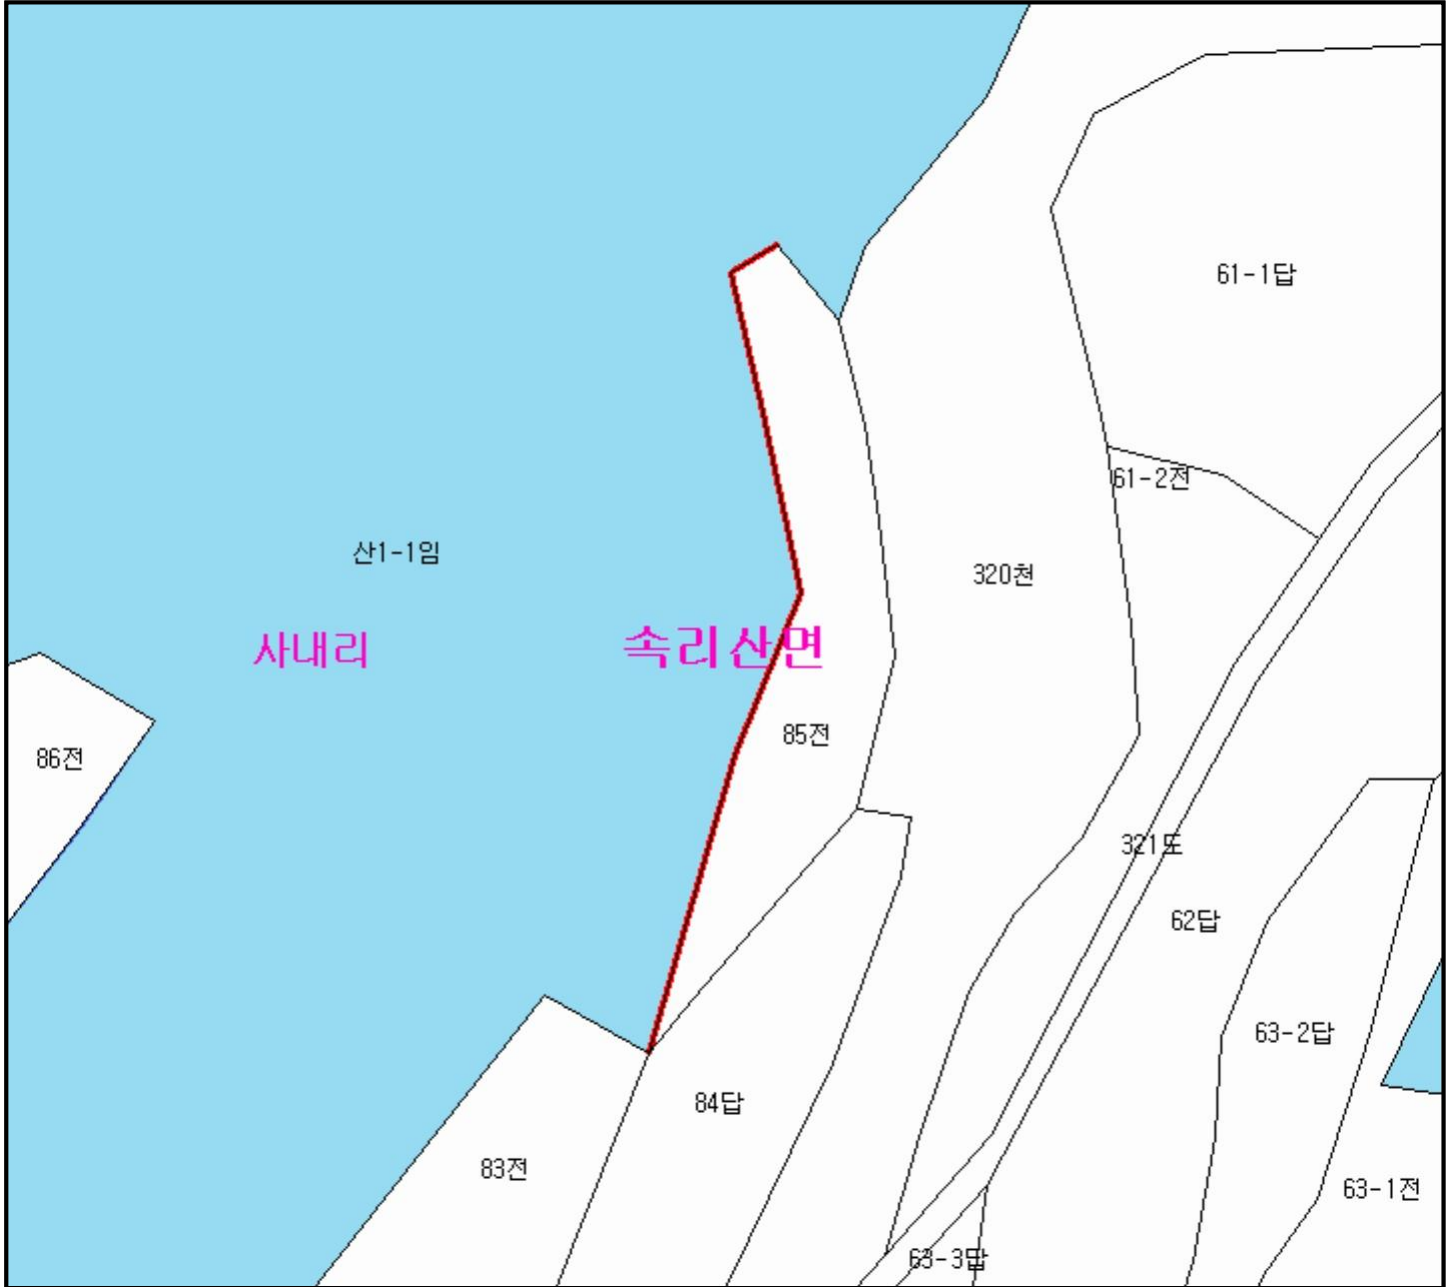 61-1답
61-2전
산1-1임
320천
사내리
속리산면
85전
86전
321도
62답
63-2답
84답
83전
63-1전
63-3답